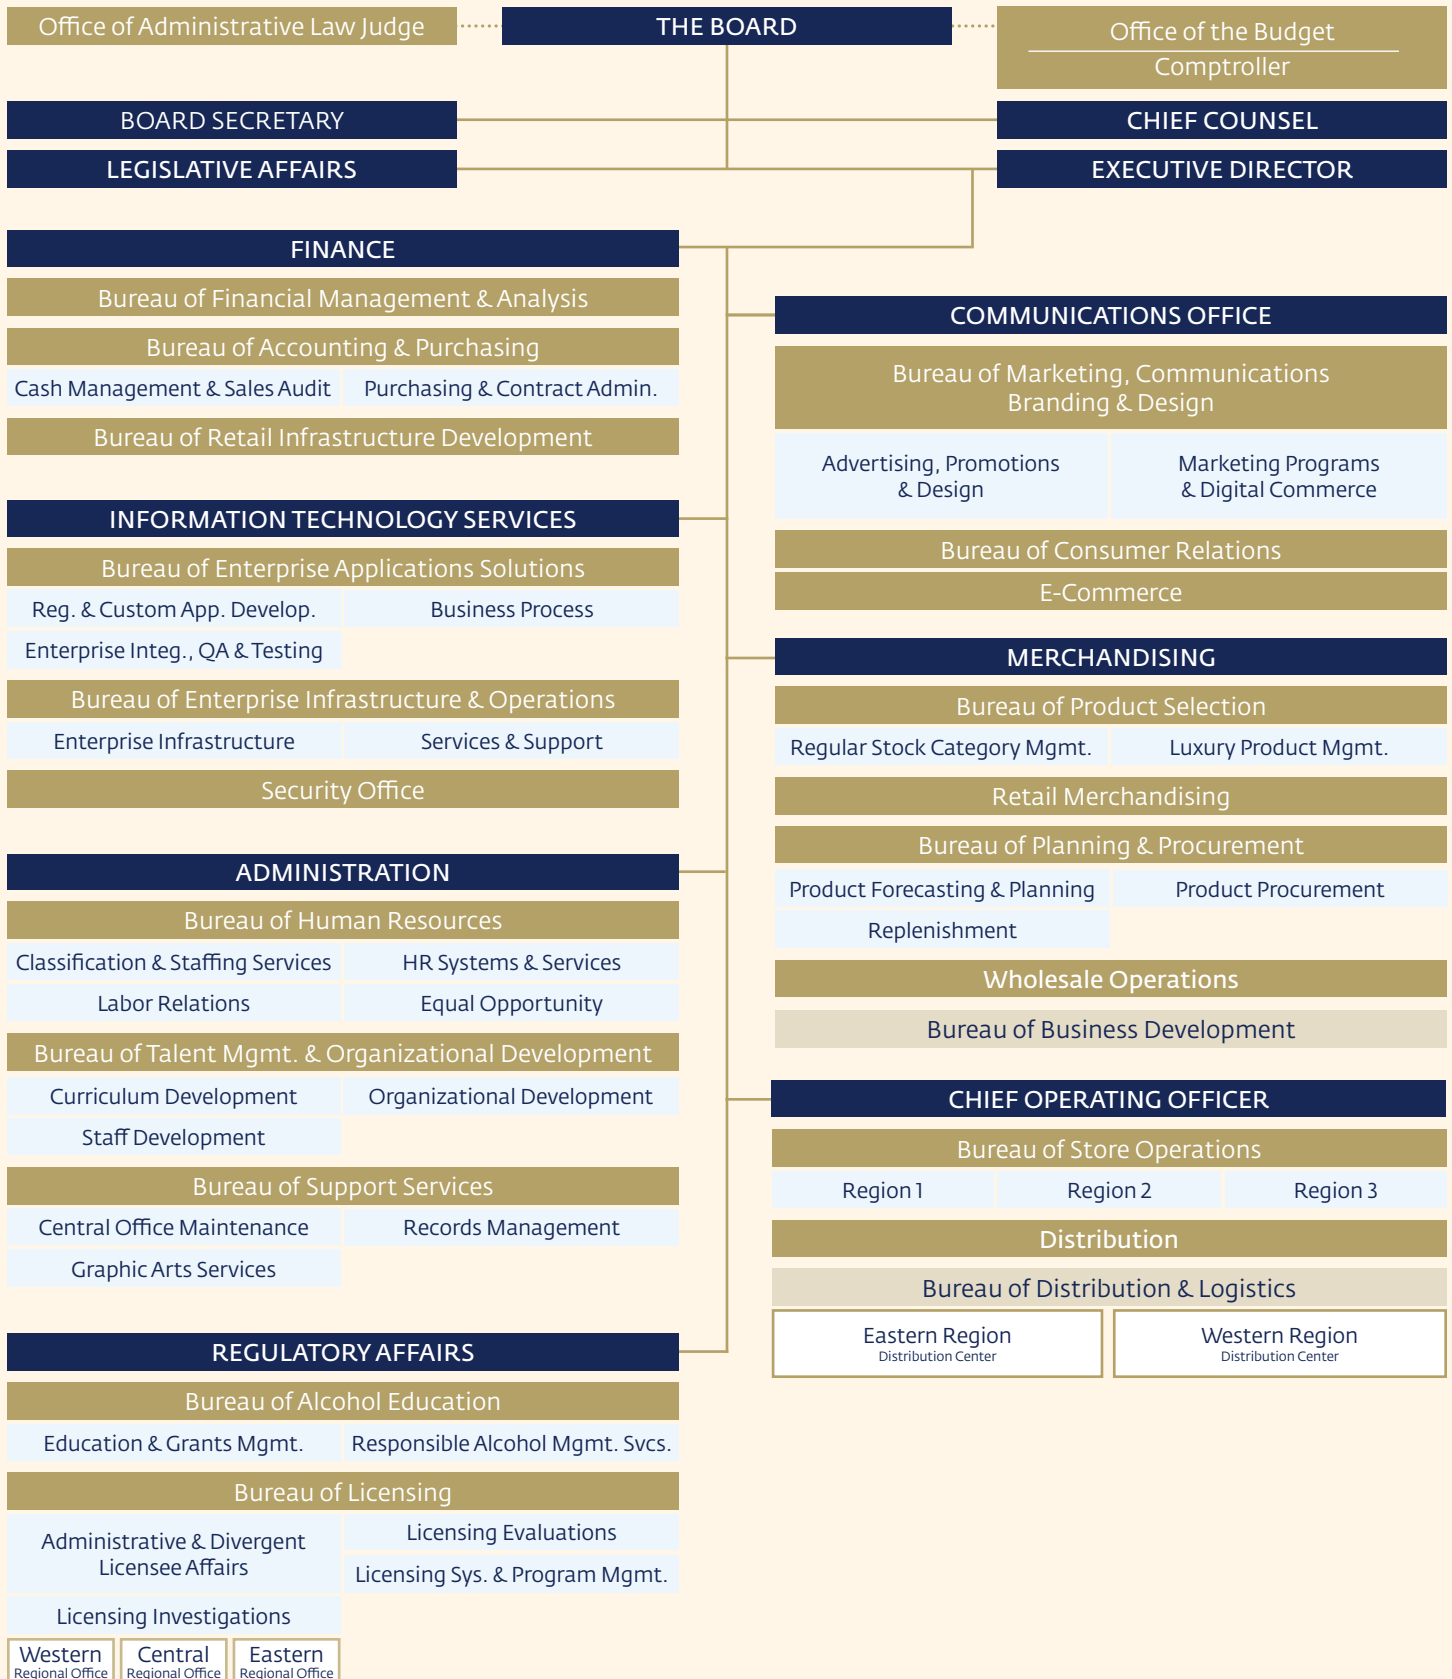 Office of Administrative Law Judge
THE BOARD
Office of the Budget
Comptroller
BOARD SECRETARY
CHIEF COUNSEL
LEGISLATIVE AFFAIRS
EXECUTIVE DIRECTOR
FINANCE
Bureau of Financial Management & Analysis
Bureau of Accounting & Purchasing
Cash Management & Sales Audit
Purchasing & Contract Admin.
Bureau of Retail Infrastructure Development
INFORMATION TECHNOLOGY SERVICES
Bureau of Enterprise Applications Solutions
Reg. & Custom App. Develop.
Business Process
Enterprise Integ., QA & Testing
Bureau of Enterprise Infrastructure & Operations
Enterprise Infrastructure
Services & Support
Security Office
ADMINISTRATION
Bureau of Human Resources
Classification & Staffing Services
HR Systems & Services
Labor Relations
Equal Opportunity
Bureau of Talent Mgmt. & Organizational Development
Curriculum Development
Organizational Development
Staff Development
Bureau of Support Services
Central Office Maintenance
Records Management
Graphic Arts Services
REGULATORY AFFAIRS
Bureau of Alcohol Education
Education & Grants Mgmt.
Responsible Alcohol Mgmt. Svcs.
Bureau of Licensing
Administrative & Divergent
Licensee Affairs
Licensing Evaluations
Licensing Sys. & Program Mgmt.
Licensing Investigations
Western
Regional Office
Central
Regional Office
Eastern
Regional Office
COMMUNICATIONS OFFICE
Bureau of Marketing, Communications
Branding & Design
Advertising, Promotions
& Design
Marketing Programs
& Digital Commerce
Bureau of Consumer Relations
E-Commerce
MERCHANDISING
Bureau of Product Selection
Regular Stock Category Mgmt.
Luxury Product Mgmt.
Retail Merchandising
Bureau of Planning & Procurement
Product Forecasting & Planning
Product Procurement
Replenishment
Wholesale Operations
Bureau of Business Development
CHIEF OPERATING OFFICER
Bureau of Store Operations
Region 1
Region 2
Region 3
Distribution
Bureau of Distribution & Logistics
Eastern Region
Distribution Center
Western Region
Distribution Center